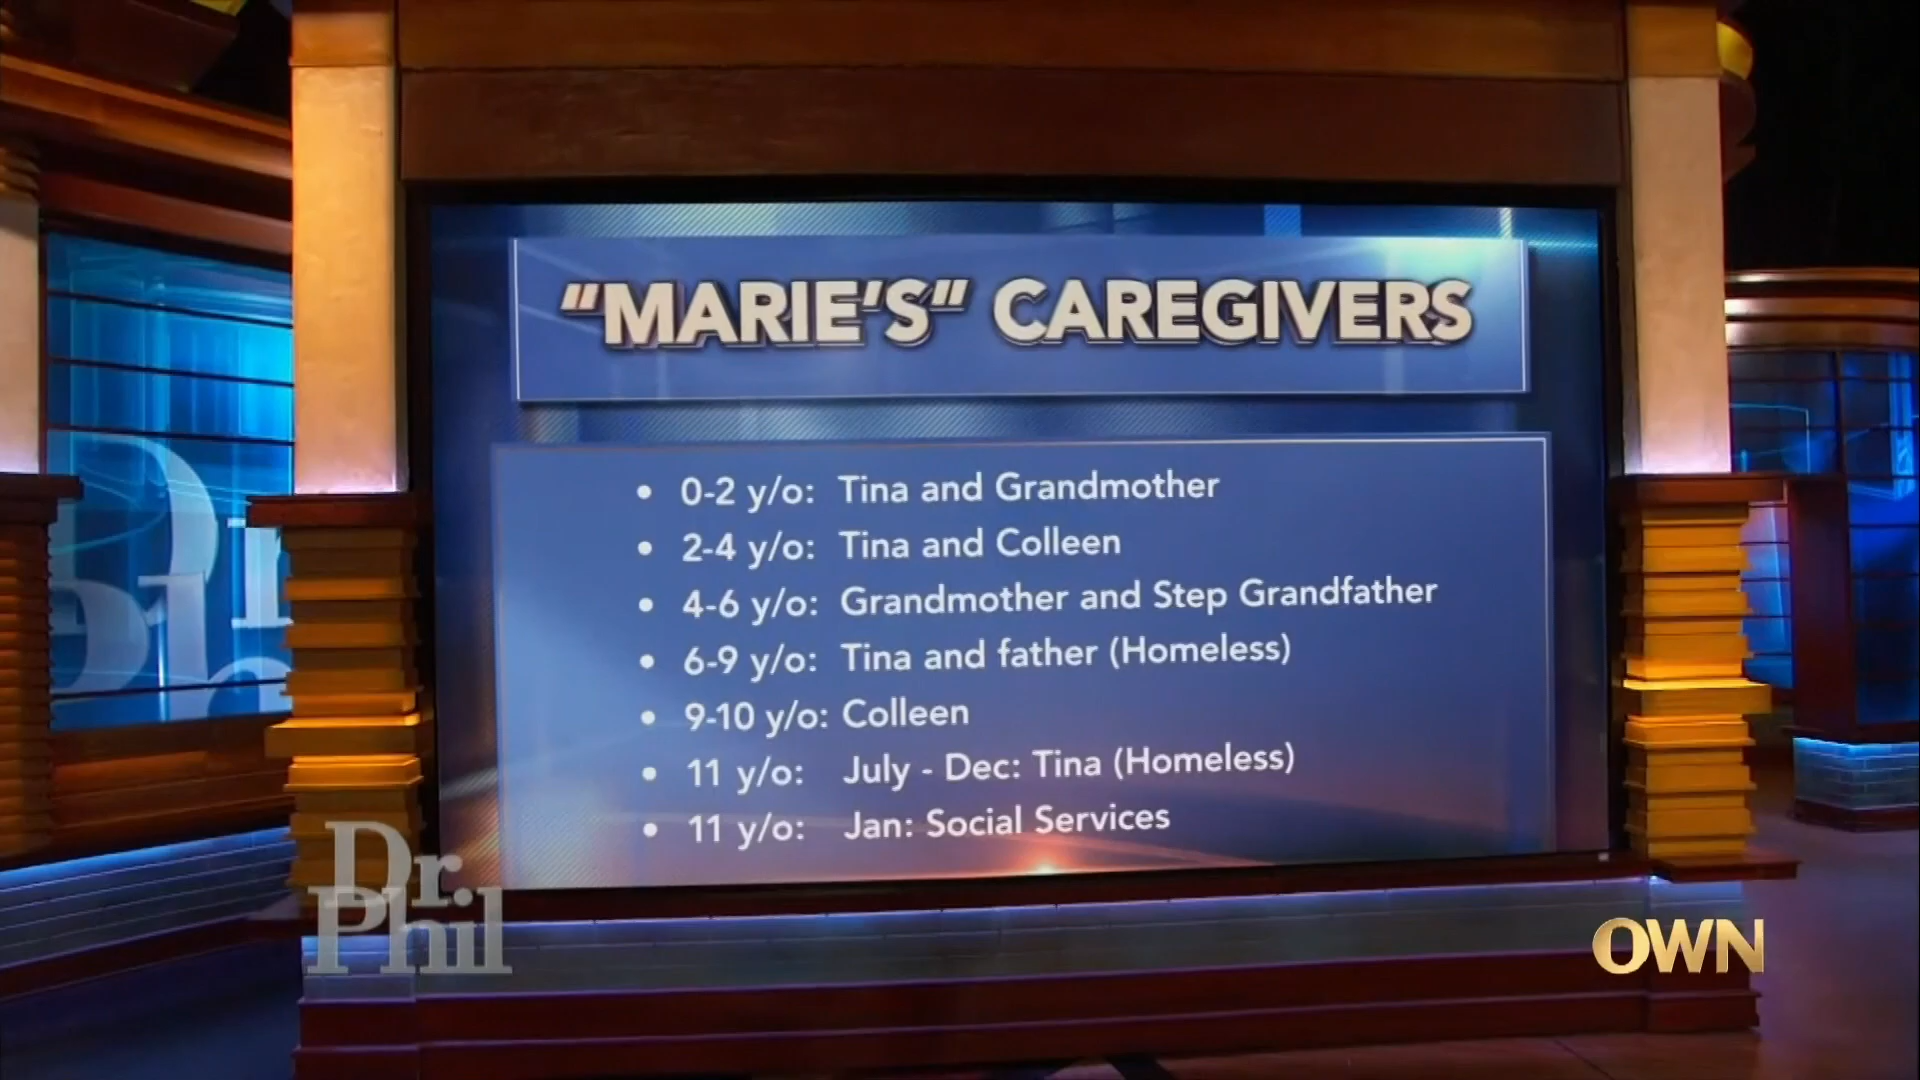 "MARIE'S" CAREGIVERS
• 0-2 y/o: Tina and Grandmother
• 2-4 y/o: Tina and Colleen
• 4-6 y/o: Grandmother and Step Grandfather
• 6-9 y/o: Tina and father (Homeless)
• 9-10 y/o: Colleen
• 11 y/o: July - Dec: Tina (Homeless)
• 11 y/o: Jan: Social Services
Dr.
Phil
Dr.
Phil
OWN